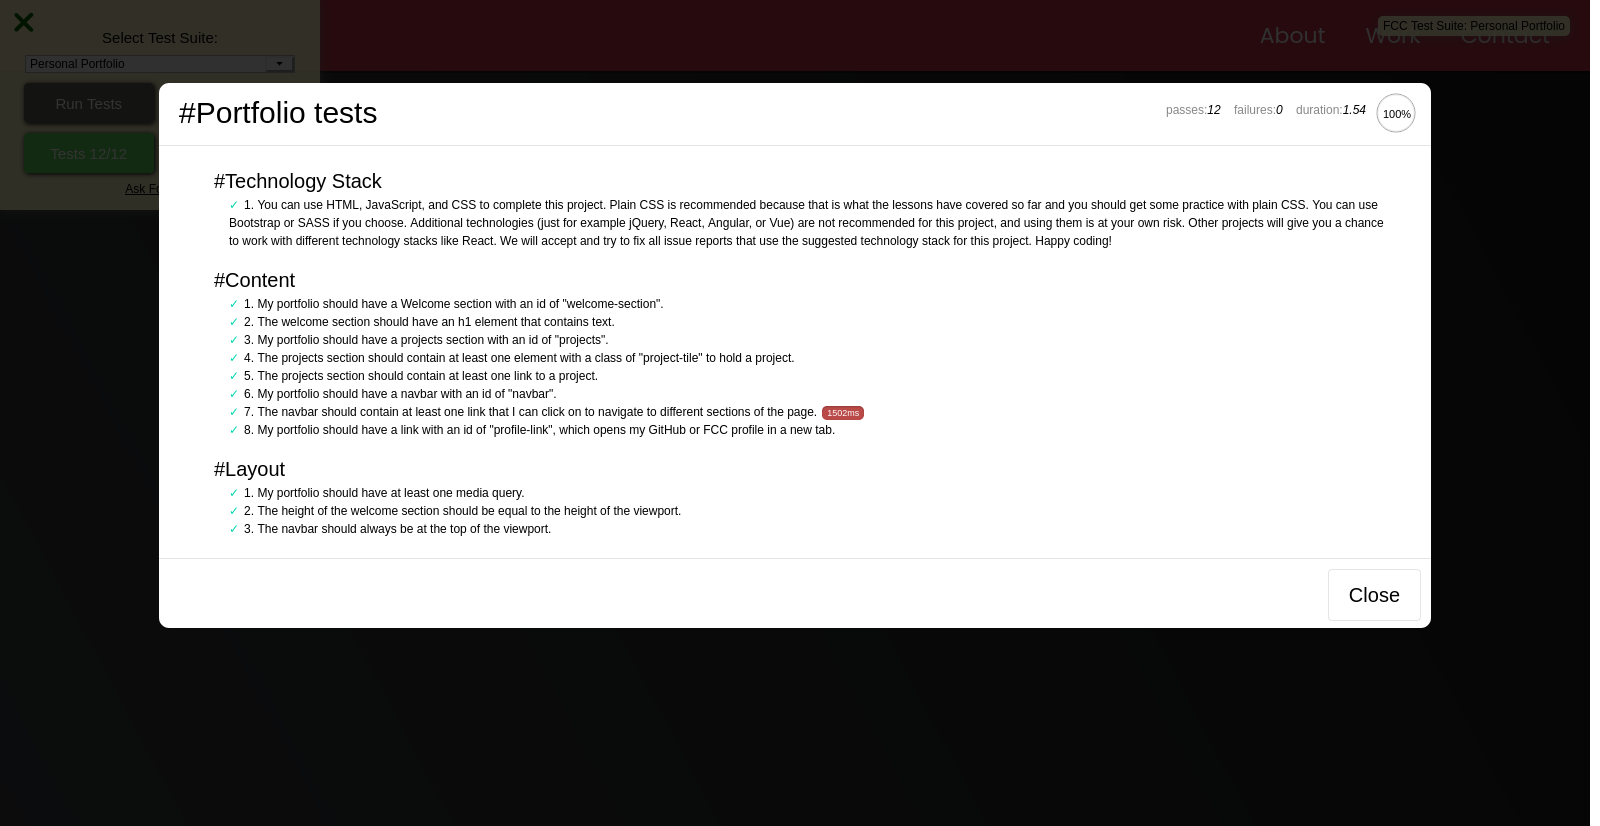 Select Test Suite:
Personal Portfolio
Run Tests
Tests 12/12
Ask Fo
About Work Contact
FCC Test Suite: Personal Portfolio
#Portfolio tests
passes:12 failures:0 duration:1.54 100%
#Technology Stack
✓ 1. You can use HTML, JavaScript, and CSS to complete this project. Plain CSS is recommended because that is what the lessons have covered so far and you should get some practice with plain CSS. You can use
Bootstrap or SASS if you choose. Additional technologies (just for example jQuery, React, Angular, or Vue) are not recommended for this project, and using them is at your own risk. Other projects will give you a chance
to work with different technology stacks like React. We will accept and try to fix all issue reports that use the suggested technology stack for this project. Happy coding!
#Content
✓ 1. My portfolio should have a Welcome section with an id of "welcome-section".
✓ 2. The welcome section should have an h1 element that contains text.
✓ 3. My portfolio should have a projects section with an id of "projects".
✓ 4. The projects section should contain at least one element with a class of "project-tile" to hold a project.
✓ 5. The projects section should contain at least one link to a project.
✓ 6. My portfolio should have a navbar with an id of "navbar".
✓ 7. The navbar should contain at least one link that I can click on to navigate to different sections of the page. 1502ms
✓ 8. My portfolio should have a link with an id of "profile-link", which opens my GitHub or FCC profile in a new tab.
#Layout
✓ 1. My portfolio should have at least one media query.
✓ 2. The height of the welcome section should be equal to the height of the viewport.
✓ 3. The navbar should always be at the top of the viewport.
Close